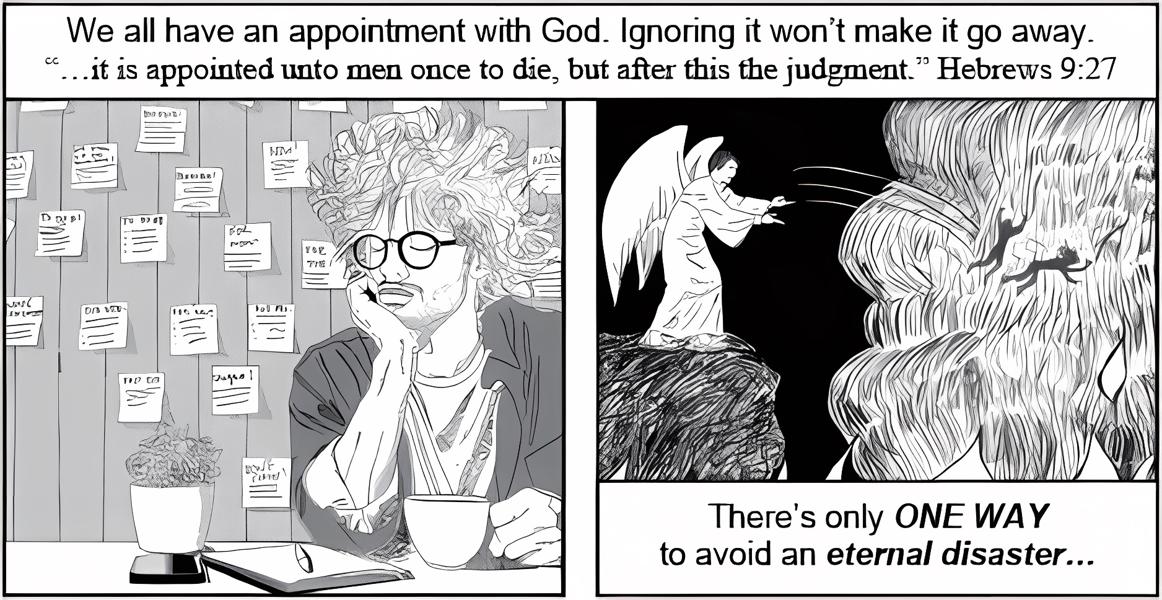 We all have an appointment with God. Ignoring it won't make it go away.
“…it is appointed unto men once to die, but after this the judgment.” Hebrews 9:27
There's only ONE WAY
to avoid an eternal disaster...